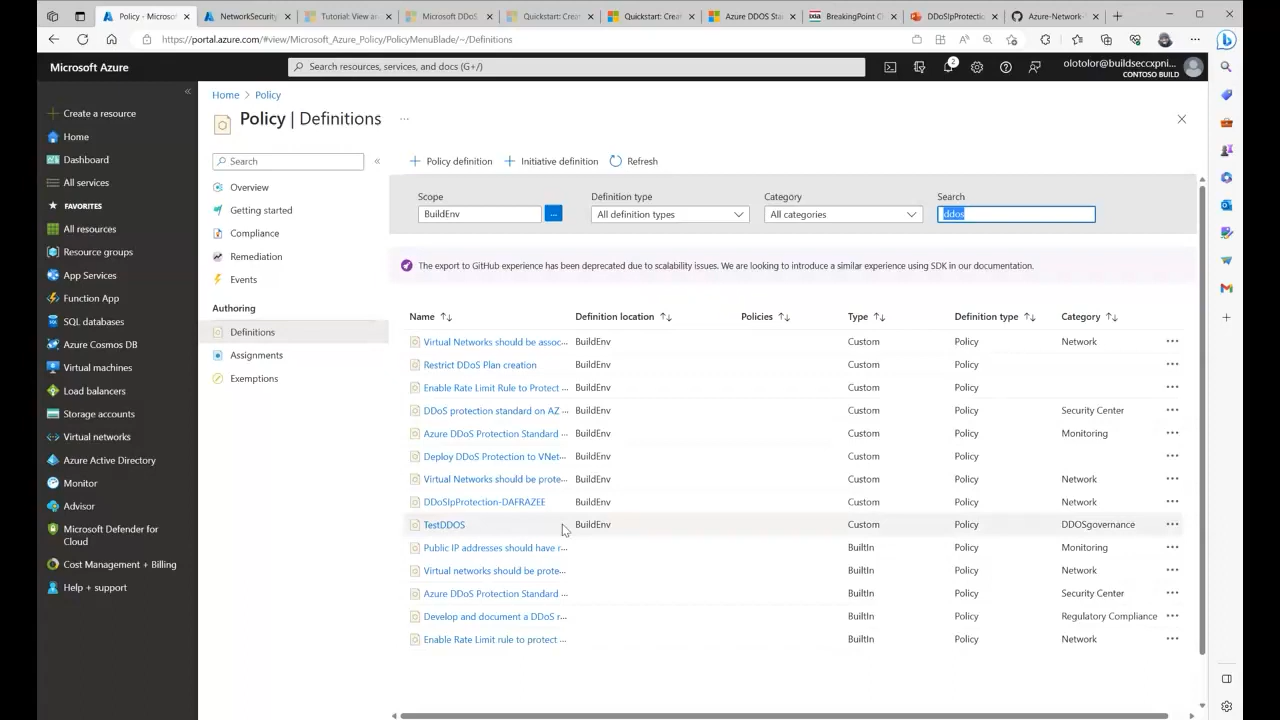 Policy - Microsoft
NetworkSecurity
Tutorial: View a
Microsoft DDoS
Quickstart: Crea
Quickstart: Crea
Azure DDOS Sta
BreakingPoint C
DDoSIpProtectio
Azure-Network-
https://portal.azure.com/#view/Microsoft_Azure_Policy/PolicyMenuBlade/~/Definitions
Microsoft Azure
Search resources, services, and docs (G+/)
2
olotolor@buildseccxpni...
CONTOSO BUILD
Create a resource
Home
Dashboard
All services
FAVORITES
All resources
Resource groups
App Services
Function App
SQL databases
Azure Cosmos DB
Virtual machines
Load balancers
Storage accounts
Virtual networks
Azure Active Directory
Monitor
Advisor
Microsoft Defender for
Cloud
Cost Management + Billing
Help + support
Home > Policy
Policy | Definitions
...
Search
Overview
Getting started
Compliance
Remediation
Events
Authoring
Definitions
Assignments
Exemptions
Policy definition
Initiative definition
Refresh
Scope Definition type Category Search
BuildEnv ... All definition types All categories ddos
The export to GitHub experience has been deprecated due to scalability issues. We are looking to introduce a similar experience using SDK in our documentation.
Name Definition location Policies Type Definition type Category
Virtual Networks should be assoc... BuildEnv Custom Policy Network ...
Restrict DDoS Plan creation BuildEnv Custom Policy ...
Enable Rate Limit Rule to Protect ... BuildEnv Custom Policy ...
DDoS protection standard on AZ ... BuildEnv Custom Policy Security Center ...
Azure DDoS Protection Standard ... BuildEnv Custom Policy Monitoring ...
Deploy DDoS Protection to VNet... BuildEnv Custom Policy ...
Virtual Networks should be prote... BuildEnv Custom Policy Network ...
DDoSIpProtection-DAFRAZEE BuildEnv Custom Policy Network ...
TestDDOS BuildEnv Custom Policy DDOSgovernance ...
Public IP addresses should have r... BuiltIn Policy Monitoring ...
Virtual networks should be prote... BuiltIn Policy Network ...
Azure DDoS Protection Standard ... BuiltIn Policy Security Center ...
Develop and document a DDoS r... BuiltIn Policy Regulatory Compliance ...
Enable Rate Limit rule to protect ... BuiltIn Policy Network ...